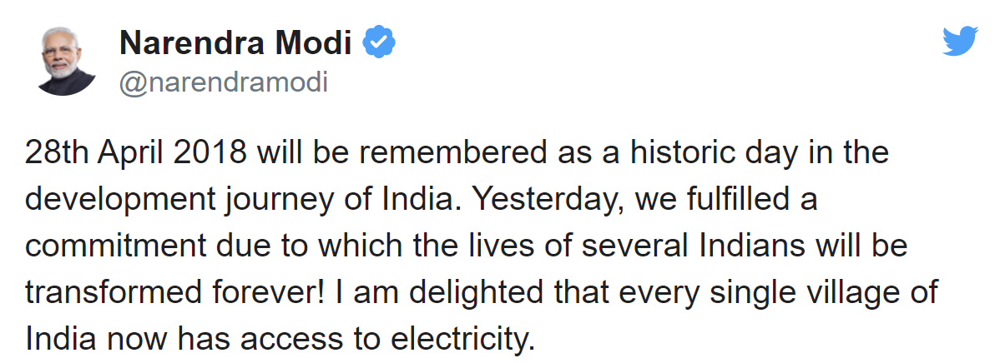 Narendra Modi
@narendramodi
28th April 2018 will be remembered as a historic day in the
development journey of India. Yesterday, we fulfilled a
commitment due to which the lives of several Indians will be
transformed forever! I am delighted that every single village of
India now has access to electricity.